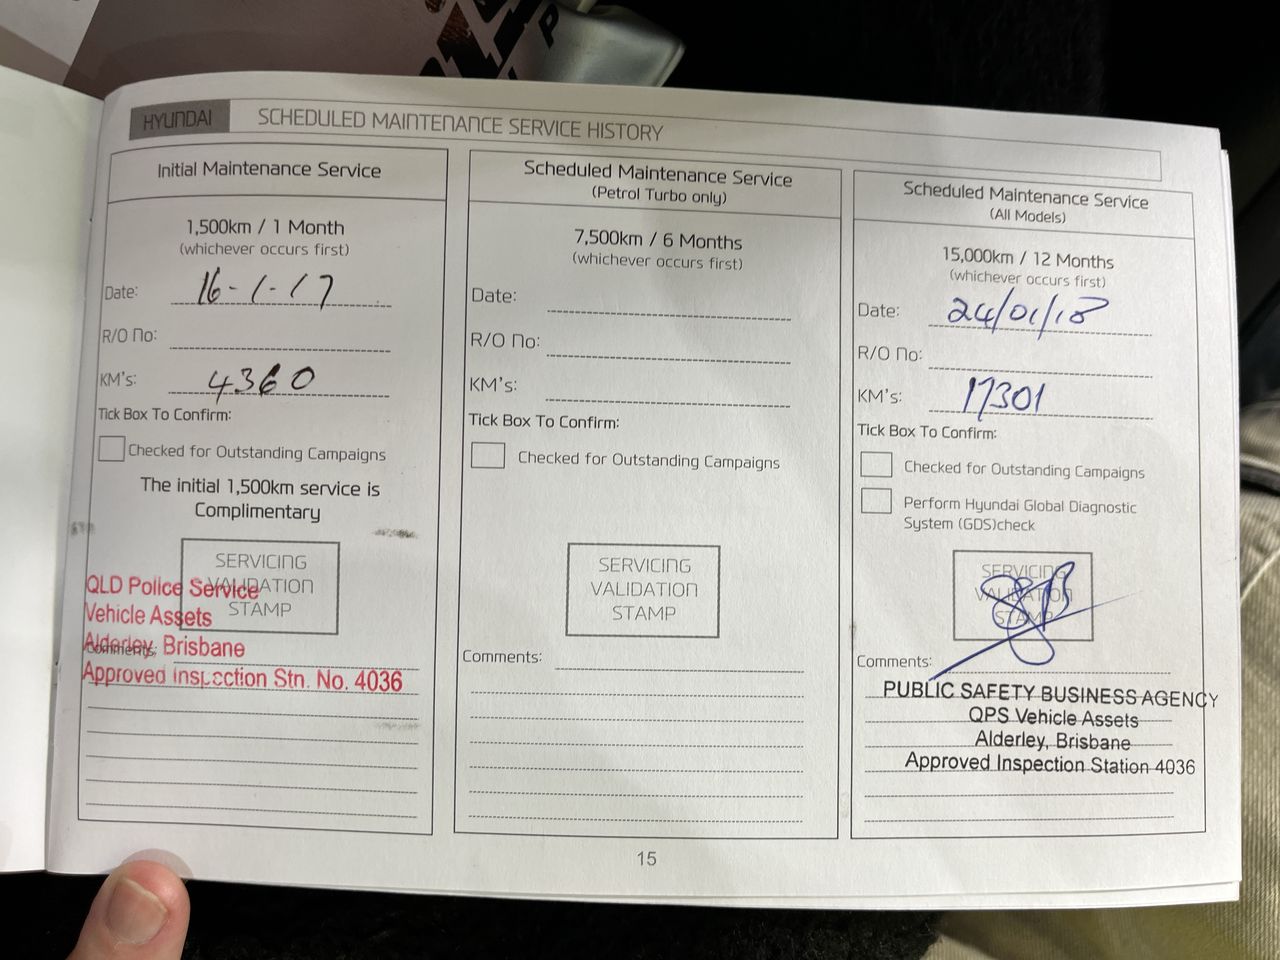 HYUNDAI SCHEDULED MAINTENANCE SERVICE HISTORY
Initial Maintenance Service
1,500km / 1 Month
(whichever occurs first)
Date: 16-1-17
R/O No:
KM's: 4360
Tick Box To Confirm:
Checked for Outstanding Campaigns
The initial 1,500km service is
Complimentary
SERVICING
VALIDATION
STAMP
QLD Police Service
Vehicle Assets
Alderley, Brisbane
Approved Inspection Stn. No. 4036
Comments:
Scheduled Maintenance Service
(Petrol Turbo only)
7,500km / 6 Months
(whichever occurs first)
Date:
R/O No:
KM's:
Tick Box To Confirm:
Checked for Outstanding Campaigns
SERVICING
VALIDATION
STAMP
Comments:
Scheduled Maintenance Service
(All Models)
15,000km / 12 Months
(whichever occurs first)
Date: 24/01/18
R/O No:
KM's: 17301
Tick Box To Confirm:
Checked for Outstanding Campaigns
Perform Hyundai Global Diagnostic
System (GDS)check
SERVICING
VALIDATION
STAMP
Comments:
PUBLIC SAFETY BUSINESS AGENCY
QPS Vehicle Assets
Alderley, Brisbane
Approved Inspection Station 4036
15